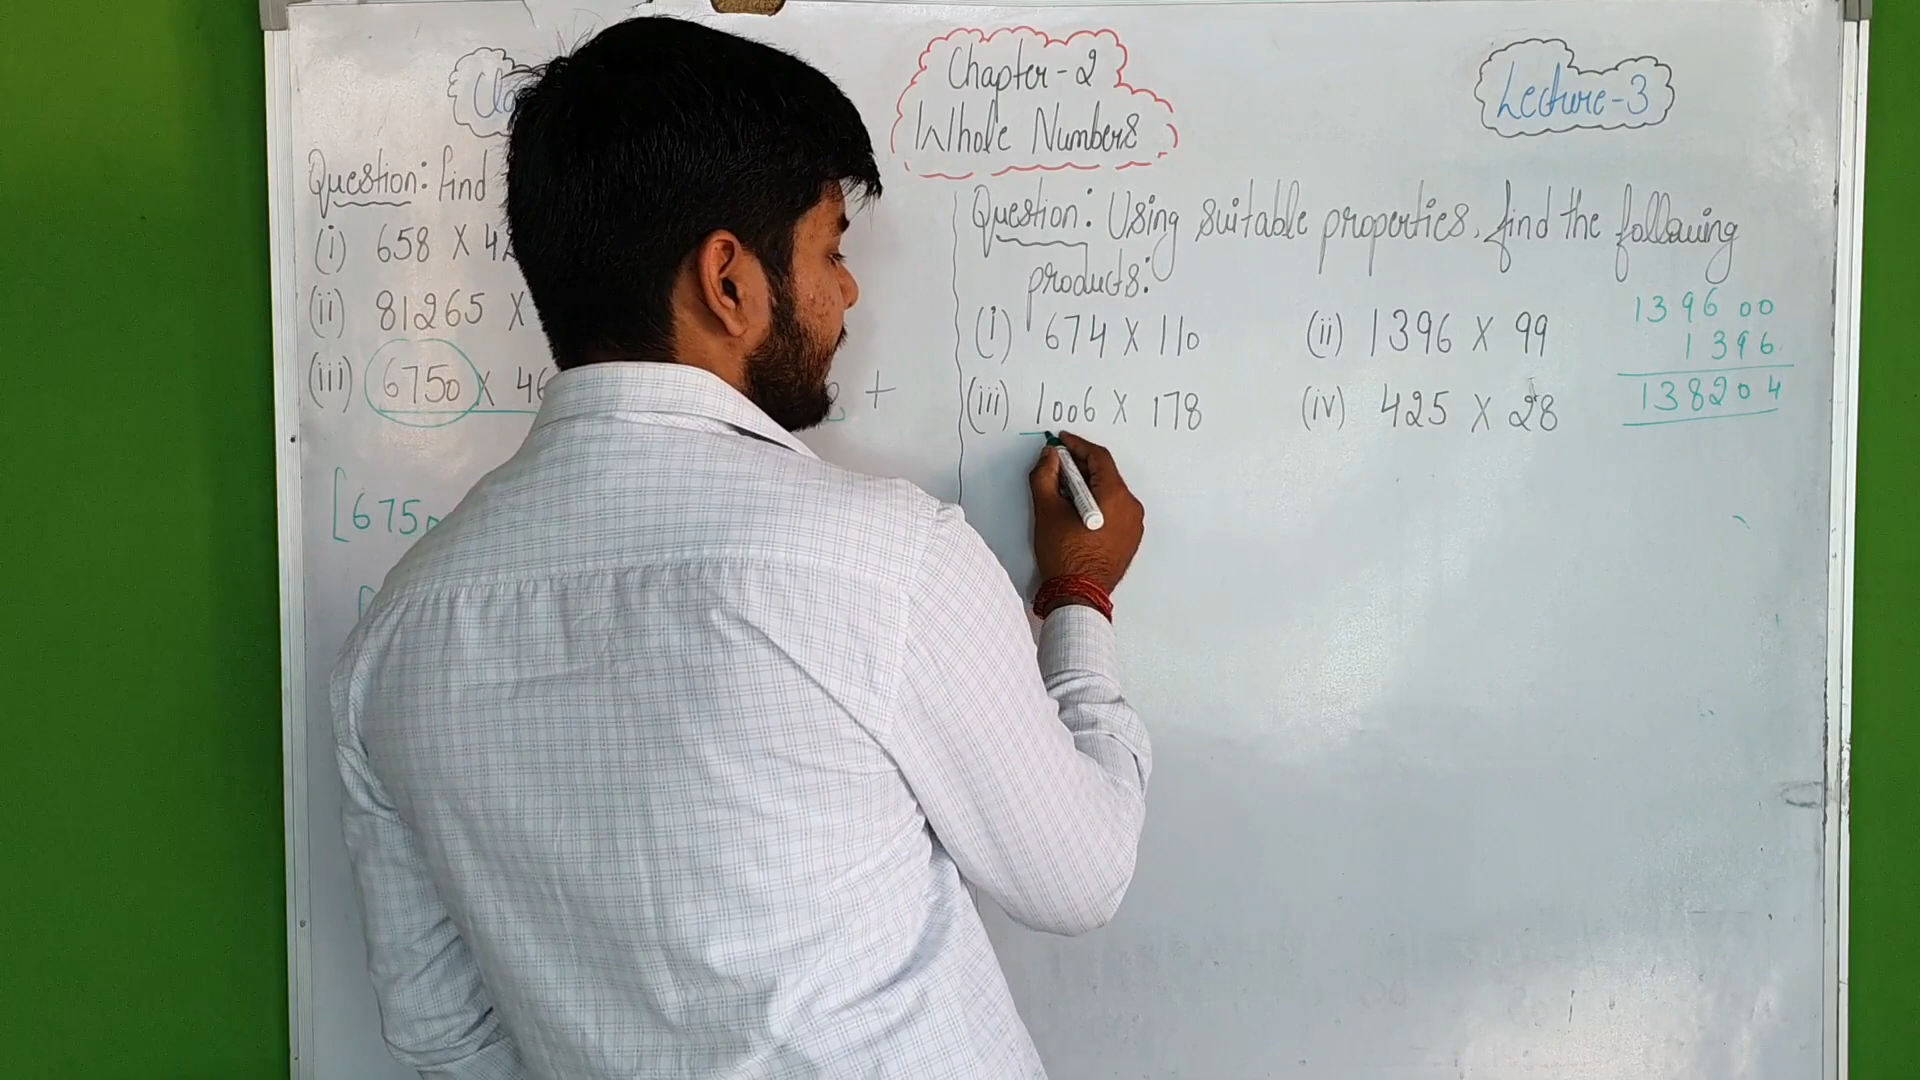 Chapter-2
Whole Numbers
Lecture-3
Question: find
(i) 658 X
(ii) 81265 X
(iii) 6750 X 46
+
[6750
Question: Using suitable properties, find the following
products:
(i) 674 X 110 (ii) 1396 X 99
(iii) 1006 X 178 (iv) 425 X 28
139600
1396
138204